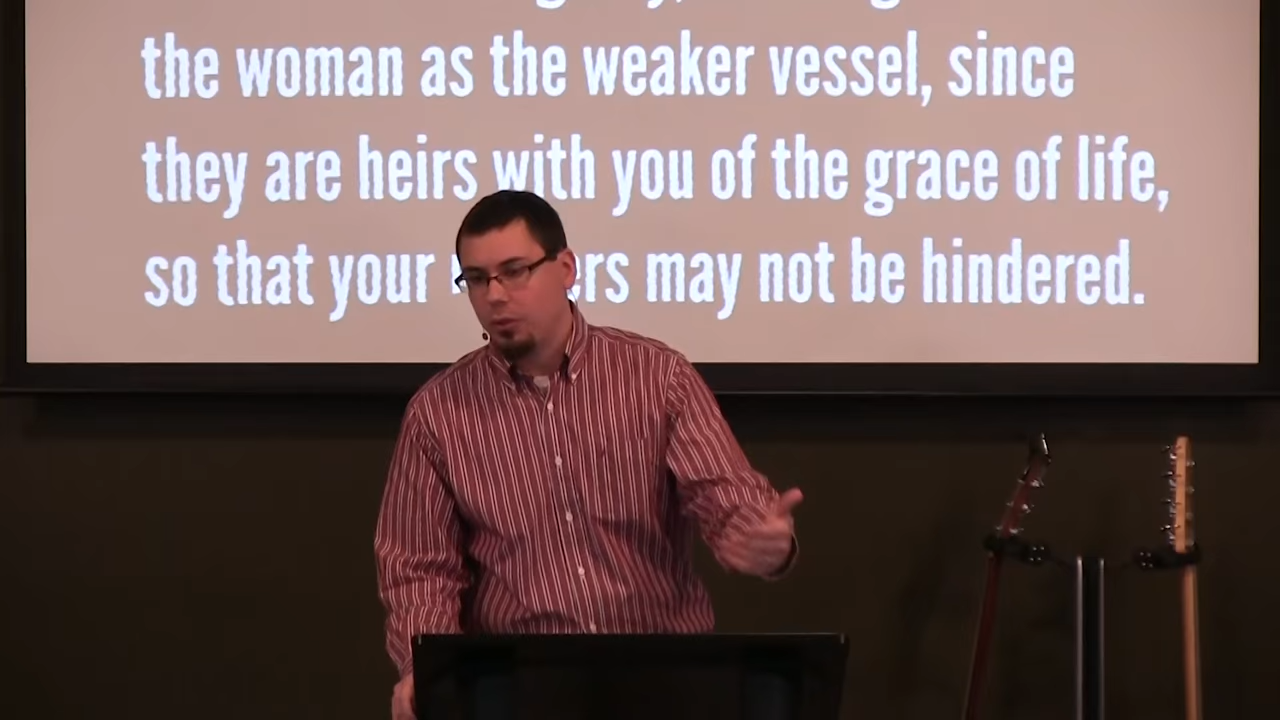 the woman as the weaker vessel, since
they are heirs with you of the grace of life,
so that your may not be hindered.